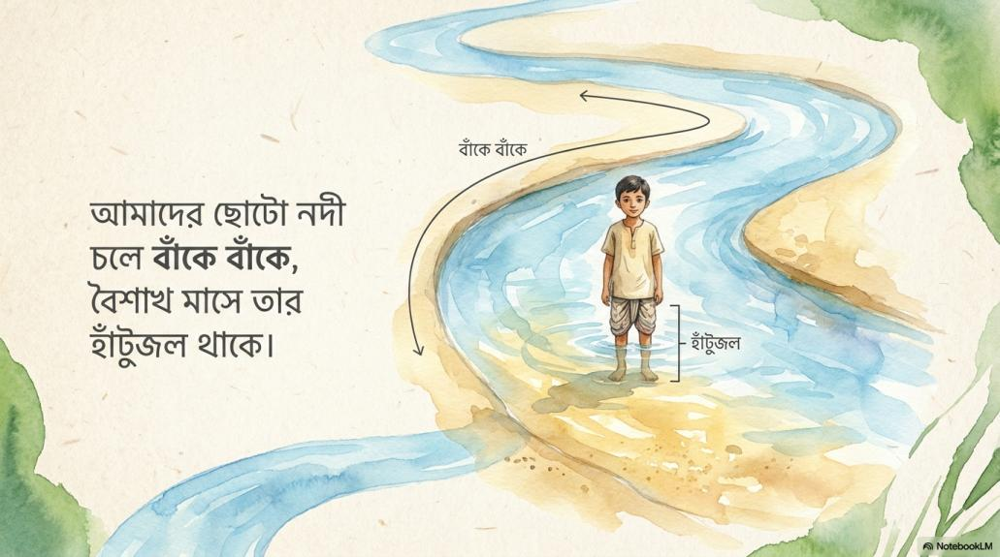 বাঁকে বাঁকে
আমাদের ছোটো নদী
চলে বাঁকে বাঁকে,
বৈশাখ মাসে তার
হাঁটুজল থাকে।
হাঁটুজল
NotebookLM